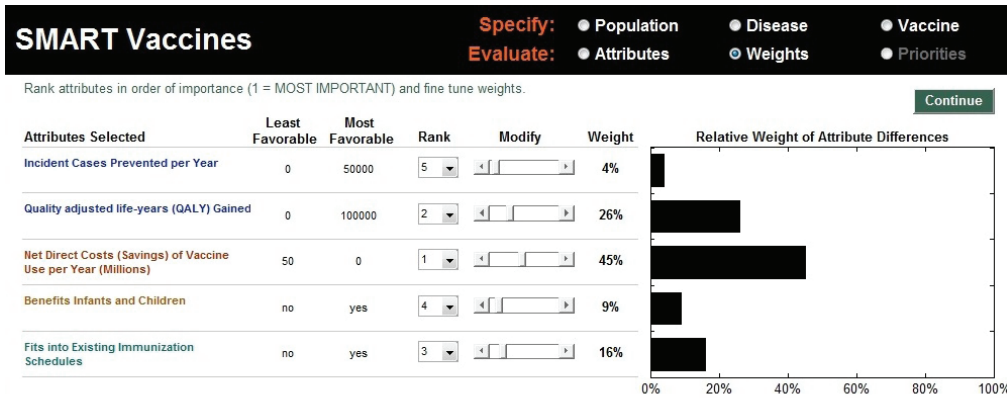 SMART Vaccines
Specify: Population Disease Vaccine
Evaluate: Attributes Weights Priorities
Rank attributes in order of importance (1 = MOST IMPORTANT) and fine tune weights.
Continue
Attributes Selected Least Favorable Most Favorable Rank Modify Weight Relative Weight of Attribute Differences
Incident Cases Prevented per Year 0 50000 5 4%
Quality adjusted life-years (QALY) Gained 0 100000 2 26%
Net Direct Costs (Savings) of Vaccine
Use per Year (Millions) 50 0 1 45%
Benefits Infants and Children no yes 4 9%
Fits into Existing Immunization
Schedules no yes 3 16%
0% 20% 40% 60% 80% 100%